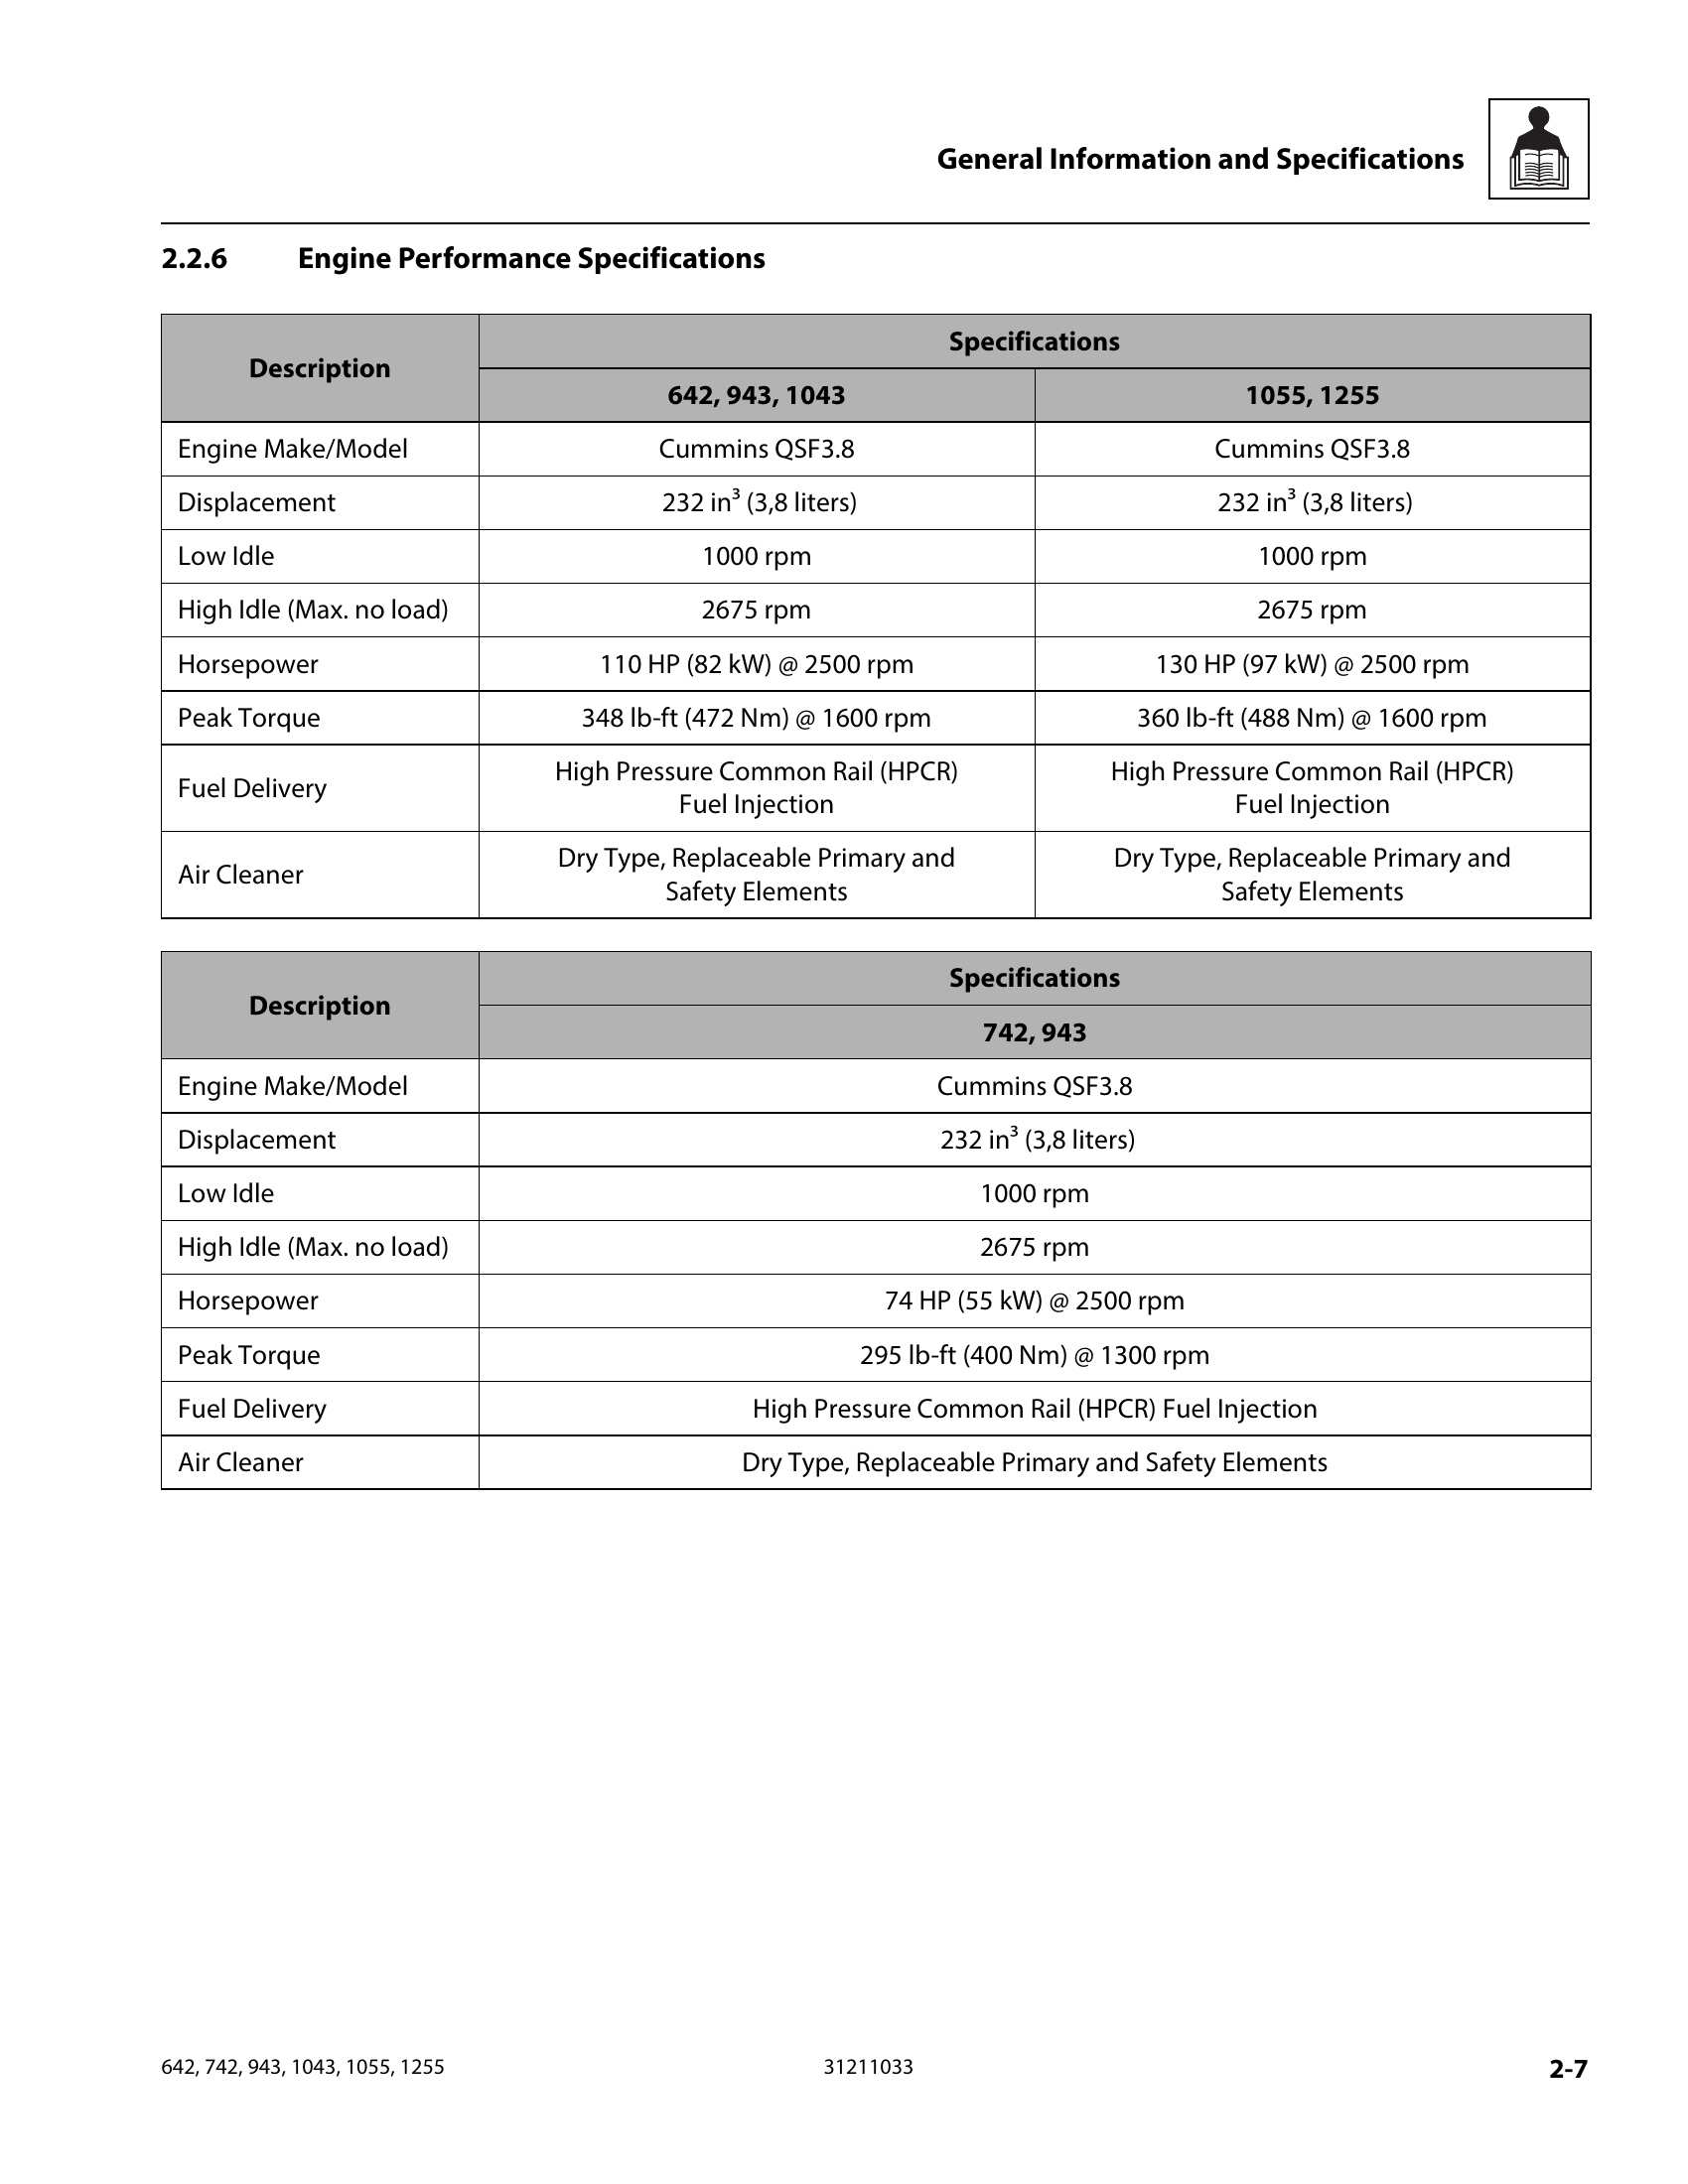 General Information and Specifications
2.2.6 Engine Performance Specifications
Description
Specifications
642, 943, 1043 1055, 1255
Engine Make/Model Cummins QSF3.8 Cummins QSF3.8
Displacement 232 in³ (3,8 liters) 232 in³ (3,8 liters)
Low Idle 1000 rpm 1000 rpm
High Idle (Max. no load) 2675 rpm 2675 rpm
Horsepower 110 HP (82 kW) @ 2500 rpm 130 HP (97 kW) @ 2500 rpm
Peak Torque 348 lb-ft (472 Nm) @ 1600 rpm 360 lb-ft (488 Nm) @ 1600 rpm
Fuel Delivery
High Pressure Common Rail (HPCR)
Fuel Injection
High Pressure Common Rail (HPCR)
Fuel Injection
Air Cleaner
Dry Type, Replaceable Primary and
Safety Elements
Dry Type, Replaceable Primary and
Safety Elements
Description
Specifications
742, 943
Engine Make/Model Cummins QSF3.8
Displacement 232 in³ (3,8 liters)
Low Idle 1000 rpm
High Idle (Max. no load) 2675 rpm
Horsepower 74 HP (55 kW) @ 2500 rpm
Peak Torque 295 lb-ft (400 Nm) @ 1300 rpm
Fuel Delivery High Pressure Common Rail (HPCR) Fuel Injection
Air Cleaner Dry Type, Replaceable Primary and Safety Elements
642, 742, 943, 1043, 1055, 1255 31211033 2-7